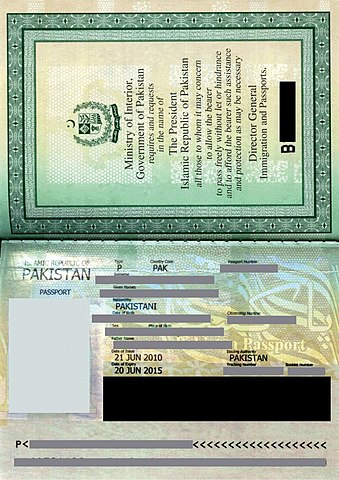 Ministry of Interior,
Government of Pakistan
requires and requests
in the name of
The President
Islamic Republic of Pakistan
all those to whom it may concern
to allow the bearer
to pass freely without let or hindrance
and to afford the bearer such assistance
and protection as may be necessary
Director General
Immigration and Passports.
B
ISLAMIC REPUBLIC OF
PAKISTAN
PASSPORT
Type Country Code Passport Number
P PAK
Surname
Given Names
Nationality
PAKISTANI
Date of Birth Citizenship Number
Sex Place of Birth
Father Name
Date of Issue Issuing Authority
21 JUN 2010 PAKISTAN
Date of Expiry Tracking Number Booklet Number
20 JUN 2015
Passport
P< <<<<<<<<<<<<<<<<<<<